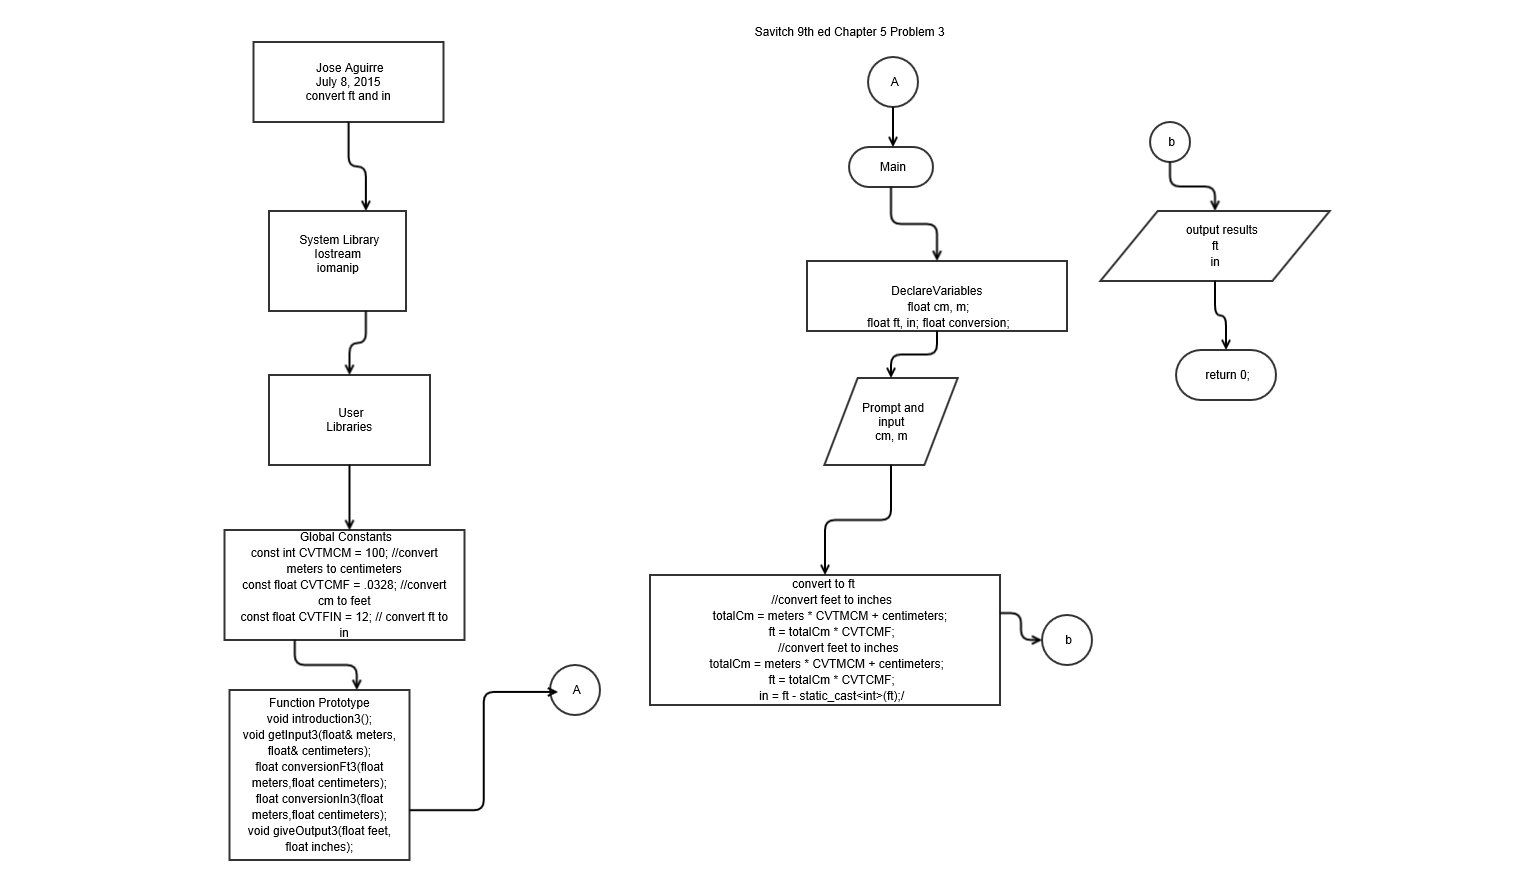 Savitch 9th ed Chapter 5 Problem 3
Jose Aguirre
July 8, 2015
convert ft and in
System Library
Iostream
iomanip
User
Libraries
Global Constants
const int CVTMCM = 100; //convert
meters to centimeters
const float CVTCMF = .0328; //convert
cm to feet
const float CVTFIN = 12; // convert ft to
in
Function Prototype
void introduction3();
void getInput3(float& meters,
float& centimeters);
float conversionFt3(float
meters,float centimeters);
float conversionIn3(float
meters,float centimeters);
void giveOutput3(float feet,
float inches);
A
A
Main
DeclareVariables
float cm, m;
float ft, in; float conversion;
Prompt and
input
cm, m
convert to ft
//convert feet to inches
totalCm = meters * CVTMCM + centimeters;
ft = totalCm * CVTCMF;
//convert feet to inches
totalCm = meters * CVTMCM + centimeters;
ft = totalCm * CVTCMF;
in = ft - static_cast<int>(ft);/
b
b
output results
ft
in
return 0;